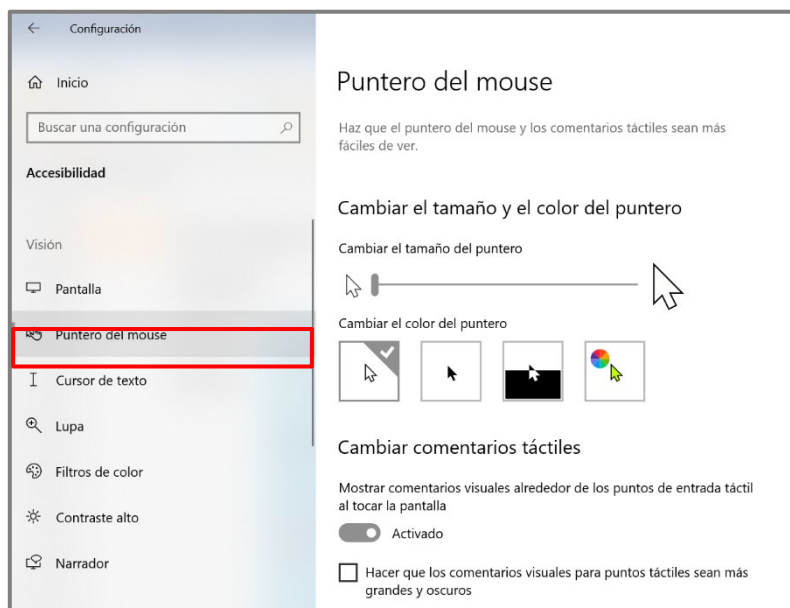 Configuración
Inicio
Buscar una configuración
Accesibilidad
Visión
Pantalla
Puntero del mouse
Cursor de texto
Lupa
Filtros de color
Contraste alto
Narrador
Puntero del mouse
Haz que el puntero del mouse y los comentarios táctiles sean más
fáciles de ver.
Cambiar el tamaño y el color del puntero
Cambiar el tamaño del puntero
Cambiar el color del puntero
Cambiar comentarios táctiles
Mostrar comentarios visuales alrededor de los puntos de entrada táctil
al tocar la pantalla
Activado
Hacer que los comentarios visuales para puntos táctiles sean más
grandes y oscuros